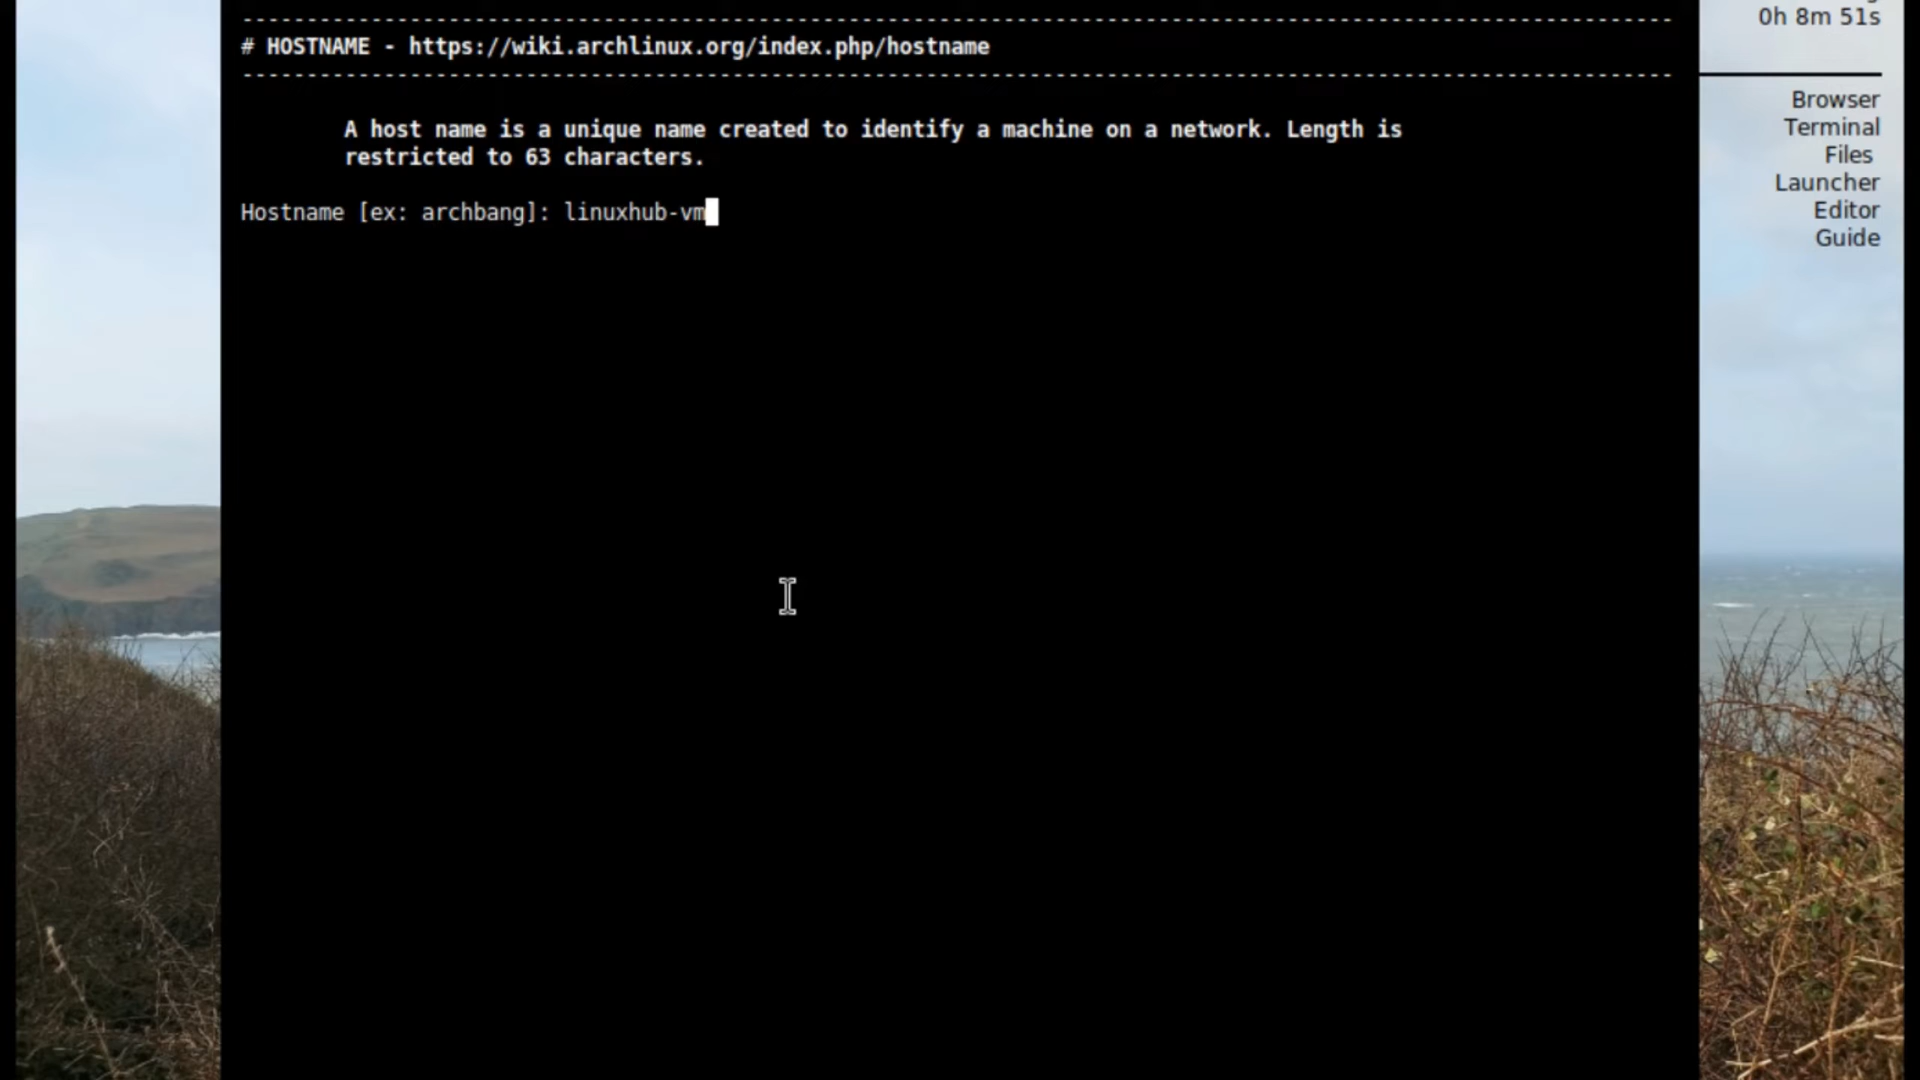 0h 8m 51s
--------------------------------------------------------------------------------------------------------------
# HOSTNAME - https://wiki.archlinux.org/index.php/hostname
--------------------------------------------------------------------------------------------------------------
A host name is a unique name created to identify a machine on a network. Length is
restricted to 63 characters.
Hostname [ex: archbang]: linuxhub-vm
Browser
Terminal
Files
Launcher
Editor
Guide